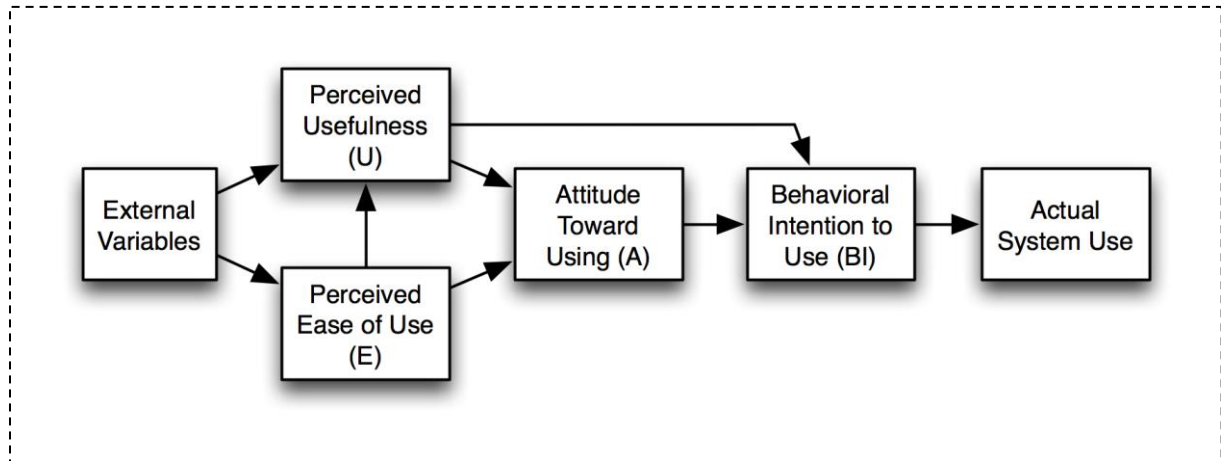 External
Variables
Perceived
Usefulness
(U)
Perceived
Ease of Use
(E)
Attitude
Toward
Using (A)
Behavioral
Intention to
Use (BI)
Actual
System Use